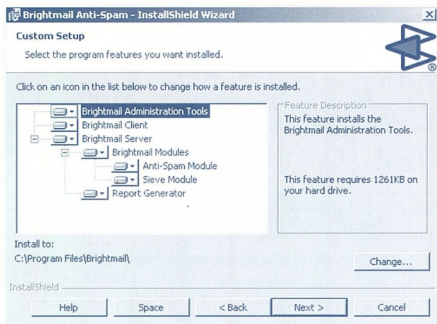 Brightmail Anti-Spam - InstallShield Wizard
Custom Setup
Select the program features you want installed.
®
Click on an icon in the list below to change how a feature is installed.
Brightmail Administration Tools
Brightmail Client
Brightmail Server
Brightmail Modules
Anti-Spam Module
Sieve Module
Report Generator
Feature Description
This feature installs the
Brightmail Administration Tools.
This feature requires 1261KB on
your hard drive.
Install to:
C:\Program Files\Brightmail\
Change...
InstallShield
Help
Space
< Back
Next >
Cancel